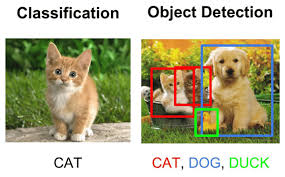 Classification
Object Detection
CAT
CAT, DOG, DUCK